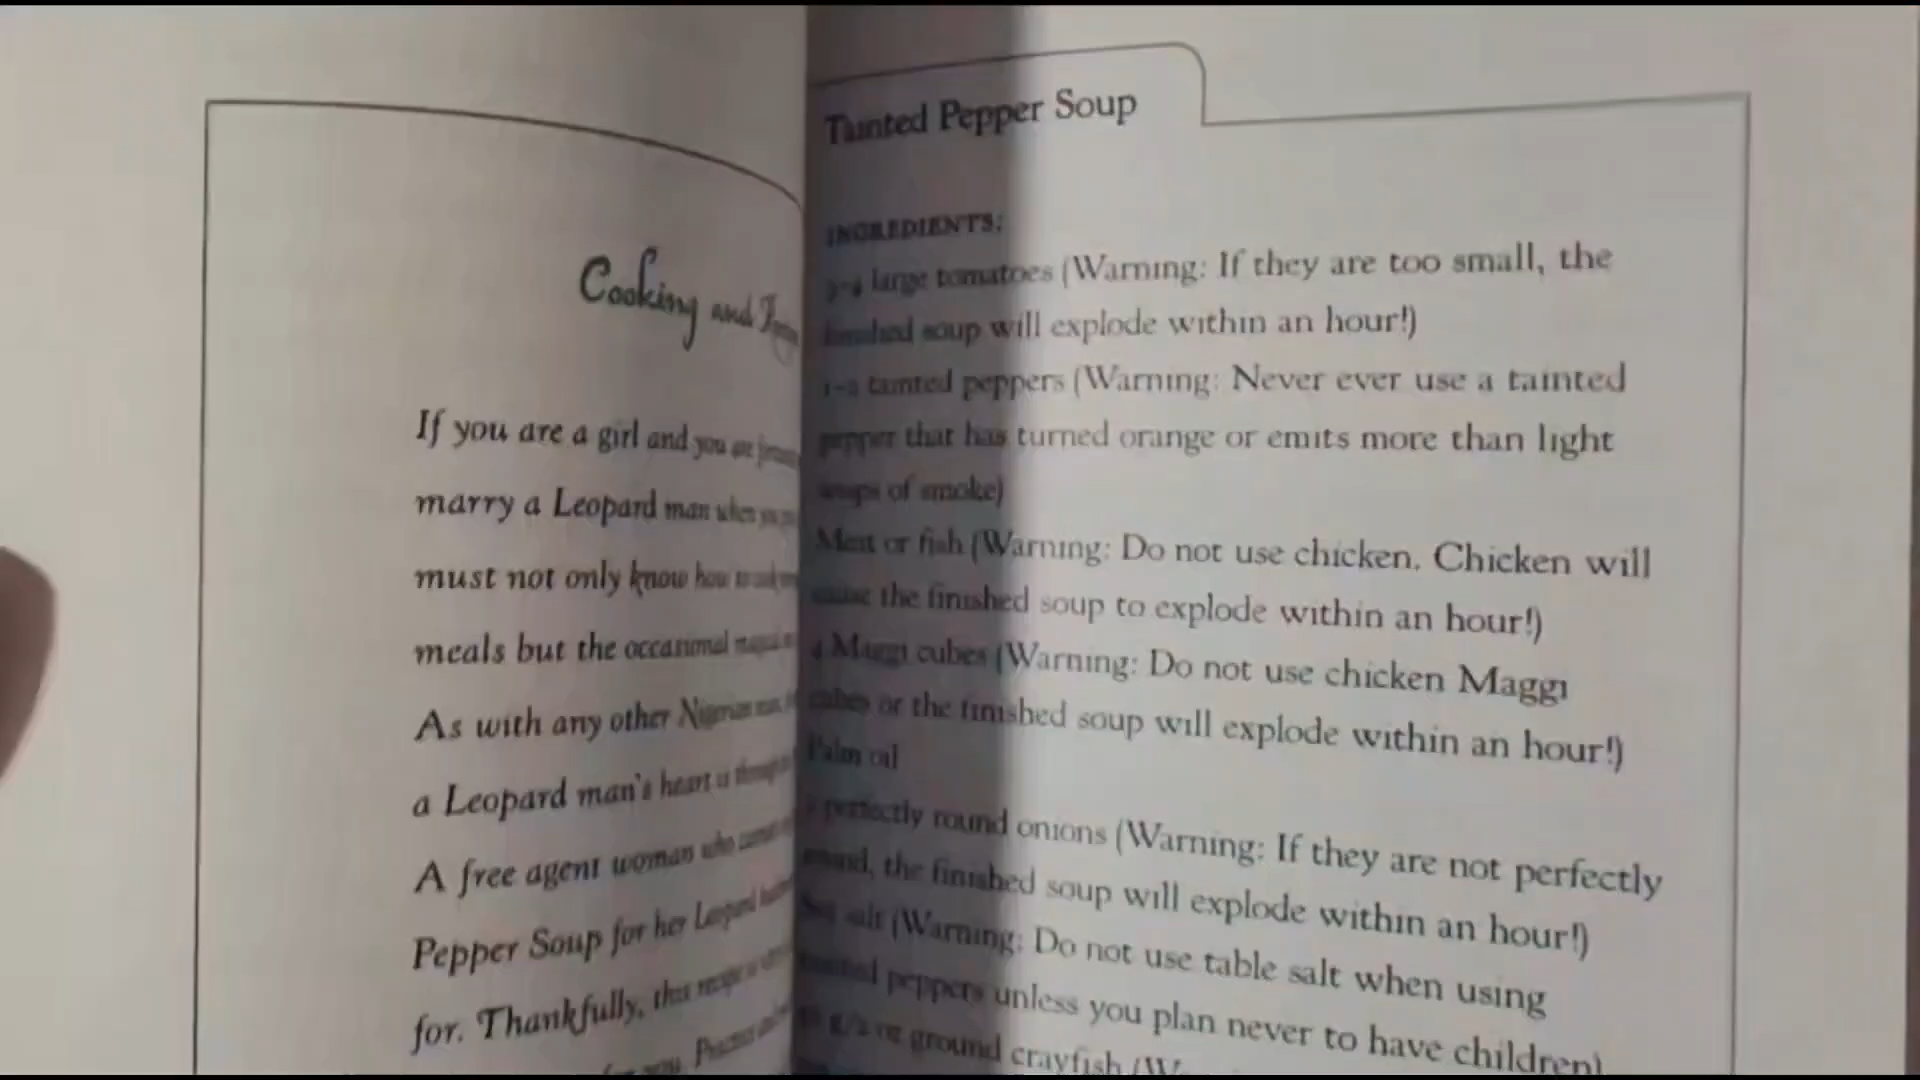 Cooking and
If you are a girl and you are
marry a Leopard man when you
must not only know how to
meals but the occasional
As with any other Nigerian
a Leopard man's heart is
A free agent woman who cannot
Pepper Soup for her Leopard
for. Thankfully, this recipe is
you. Practice
Tainted Pepper Soup
INGREDIENTS:
3-4 large tomatoes (Warning: If they are too small, the
finished soup will explode within an hour!)
1-2 tainted peppers (Warning: Never ever use a tainted
pepper that has turned orange or emits more than light
wisps of smoke)
Meat or fish (Warning: Do not use chicken. Chicken will
cause the finished soup to explode within an hour!)
4 Maggi cubes (Warning: Do not use chicken Maggi
cubes or the finished soup will explode within an hour!)
Palm oil
perfectly round onions (Warning: If they are not perfectly
round, the finished soup will explode within an hour!)
Sea salt (Warning: Do not use table salt when using
tainted peppers unless you plan never to have children)
ground crayfish